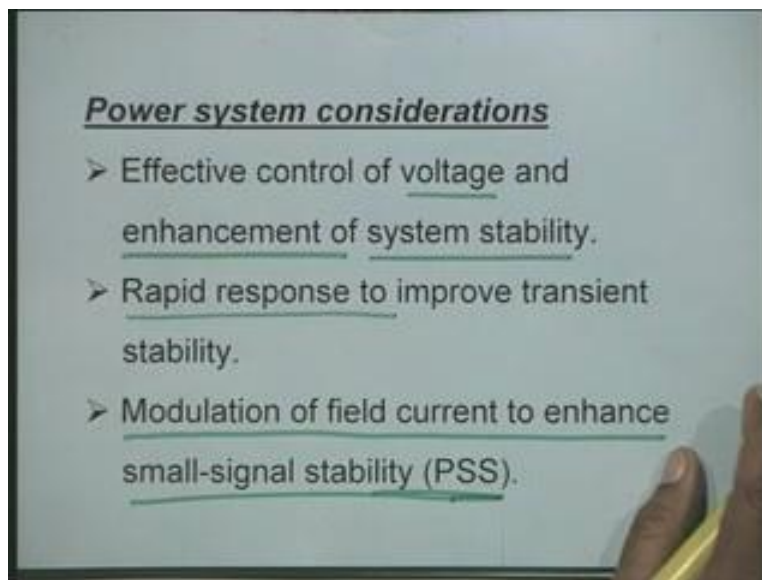 Power system considerations
➢ Effective control of voltage and
enhancement of system stability.
➢ Rapid response to improve transient
stability.
➢ Modulation of field current to enhance
small-signal stability (PSS).